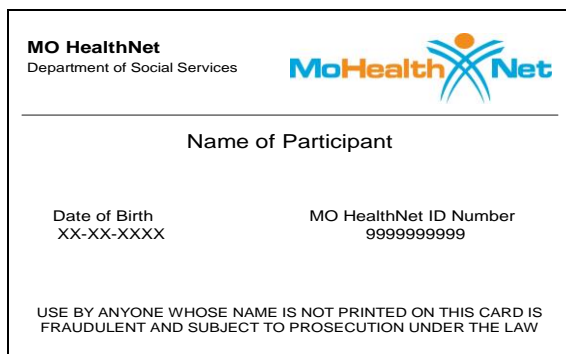 MO HealthNet
Department of Social Services
MoHealthNet
Name of Participant
Date of Birth
XX-XX-XXXX
MO HealthNet ID Number
9999999999
USE BY ANYONE WHOSE NAME IS NOT PRINTED ON THIS CARD IS
FRAUDULENT AND SUBJECT TO PROSECUTION UNDER THE LAW